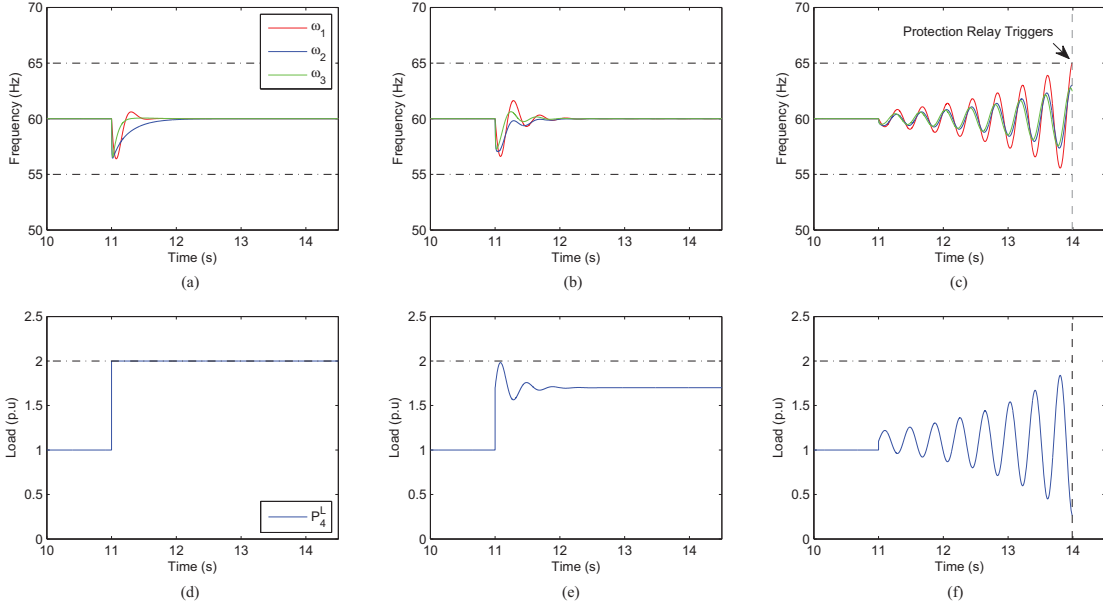 70
65
60
55
50
10
11
12
13
14
Frequency (Hz)
Time (s)
ω1
ω2
ω3
(a)
70
65
60
55
50
10
11
12
13
14
Frequency (Hz)
Time (s)
(b)
70
65
60
55
50
10
11
12
13
14
Frequency (Hz)
Time (s)
Protection Relay Triggers
(c)
2.5
2
1.5
1
0.5
0
10
11
12
13
14
Load (p.u)
Time (s)
P4L
(d)
2.5
2
1.5
1
0.5
0
10
11
12
13
14
Load (p.u)
Time (s)
(e)
2.5
2
1.5
1
0.5
0
10
11
12
13
14
Load (p.u)
Time (s)
(f)